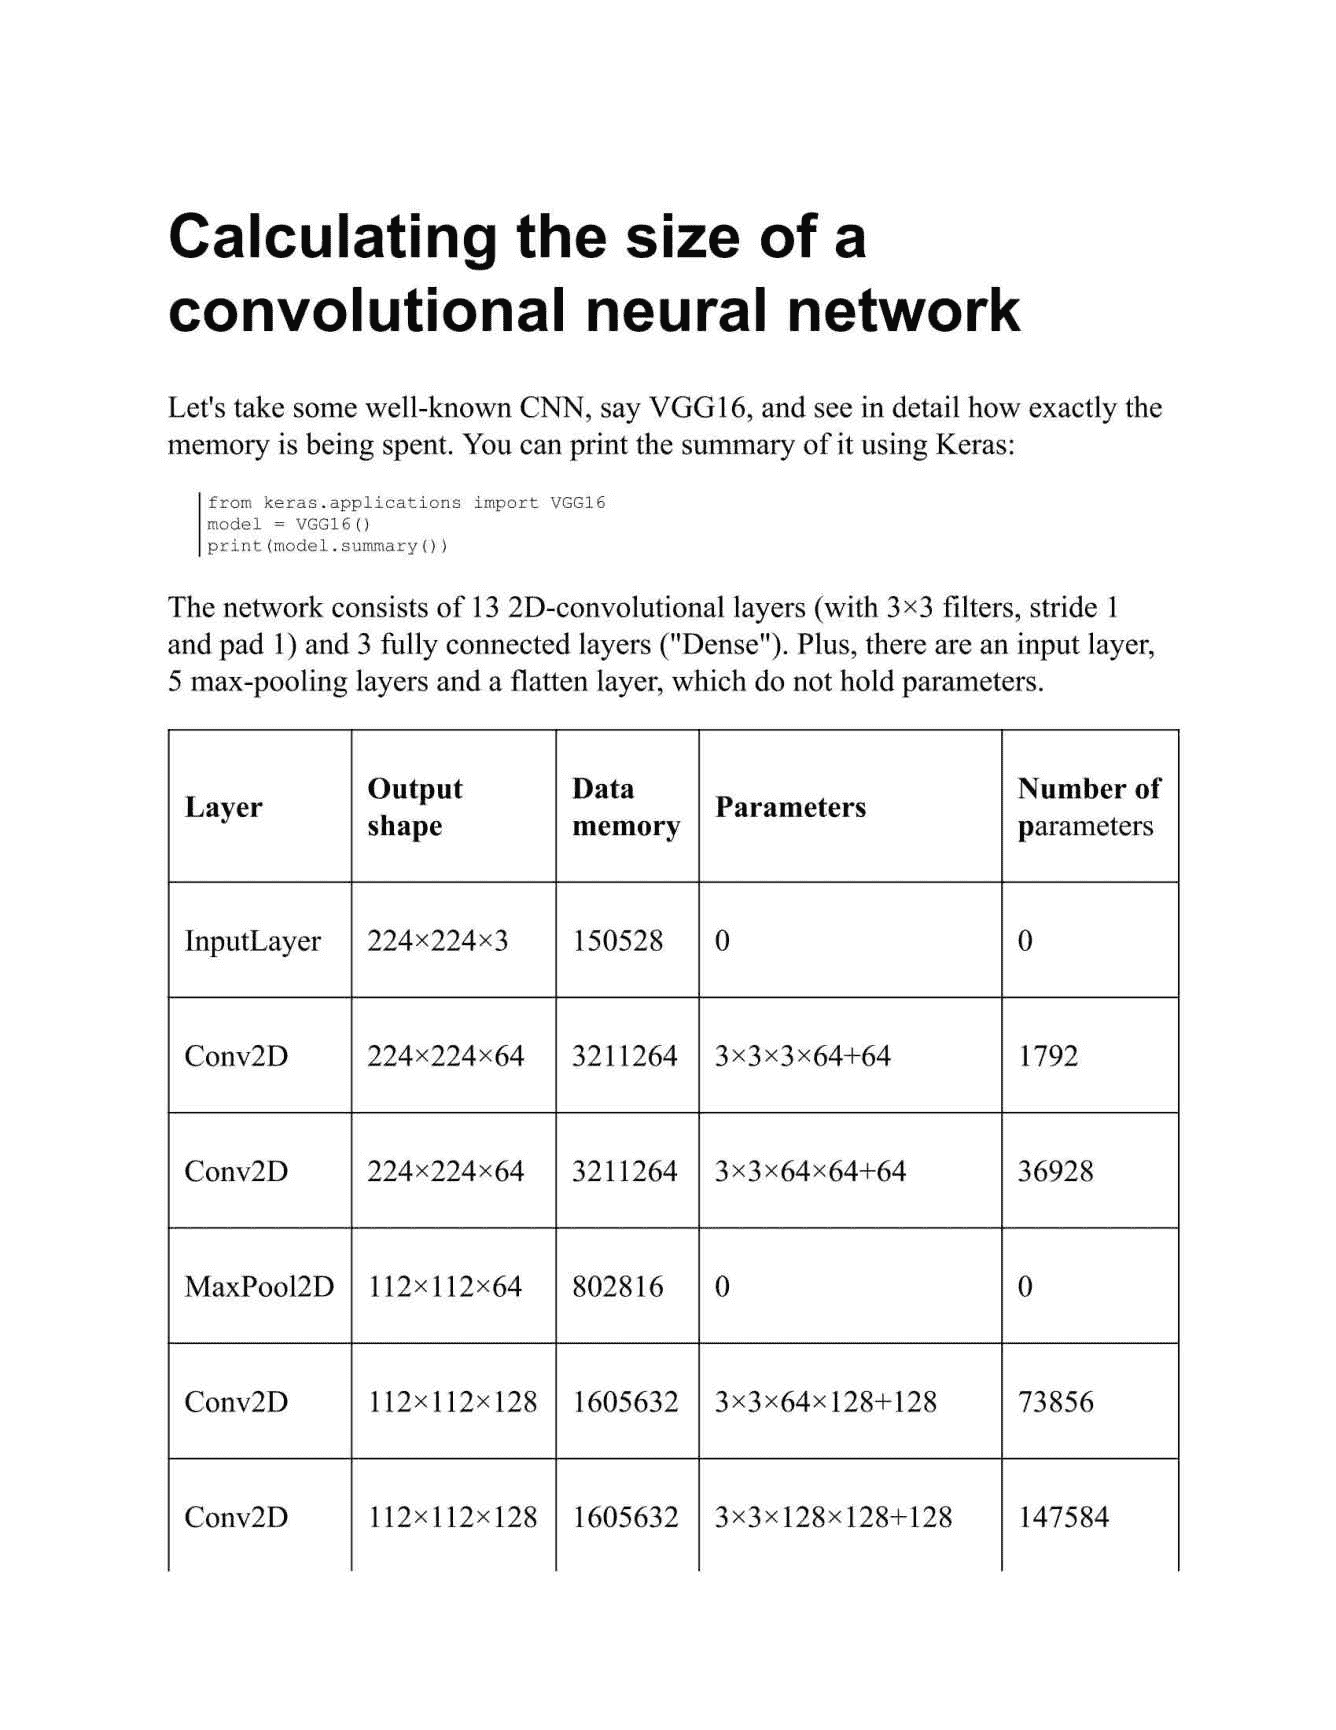 Calculating the size of a
convolutional neural network
Let's take some well-known CNN, say VGG16, and see in detail how exactly the
memory is being spent. You can print the summary of it using Keras:
from keras.applications import VGG16
model = VGG16()
print(model.summary())
The network consists of 13 2D-convolutional layers (with 3×3 filters, stride 1
and pad 1) and 3 fully connected layers ("Dense"). Plus, there are an input layer,
5 max-pooling layers and a flatten layer, which do not hold parameters.
Layer Output shape Data memory Parameters Number of parameters
InputLayer 224×224×3 150528 0 0
Conv2D 224×224×64 3211264 3×3×3×64+64 1792
Conv2D 224×224×64 3211264 3×3×64×64+64 36928
MaxPool2D 112×112×64 802816 0 0
Conv2D 112×112×128 1605632 3×3×64×128+128 73856
Conv2D 112×112×128 1605632 3×3×128×128+128 147584